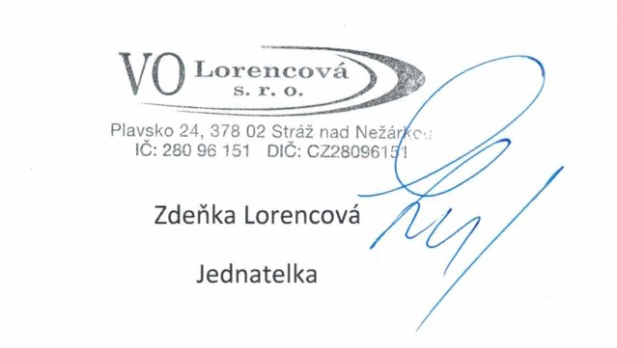 VO Lorencová
s. r. o.
Plavsko 24, 378 02 Stráž nad Nežárkou
IČ: 280 96 151 DIČ: CZ28096151
Zdeňka Lorencová
Jednatelka